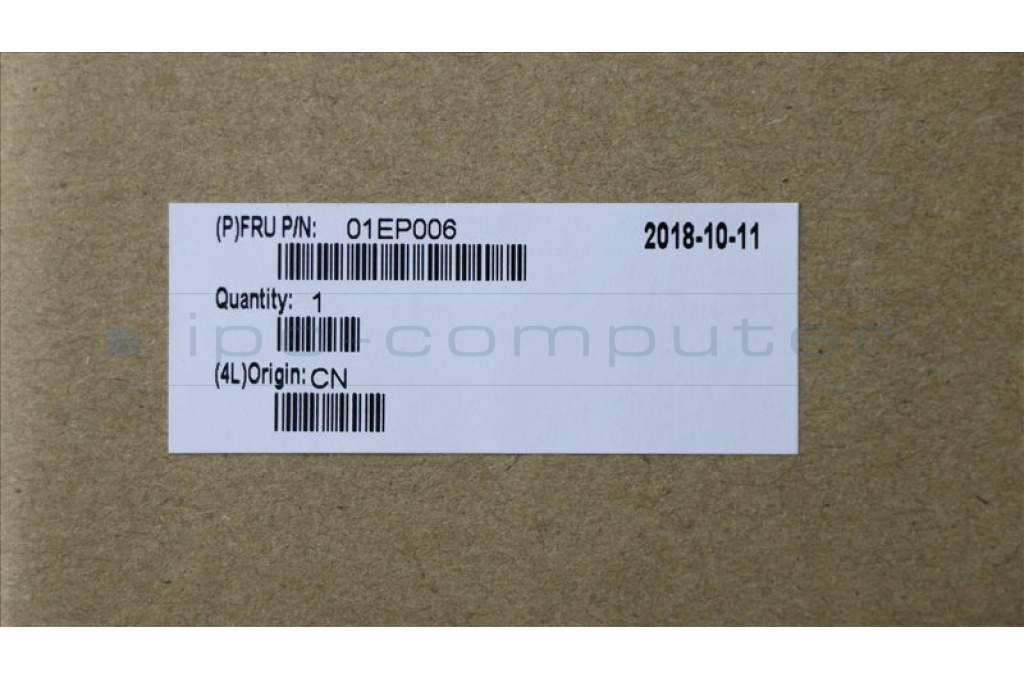 (P)FRU P/N: 01EP006 2018-10-11
Quantity: 1
ipc-computer
(4L)Origin: CN